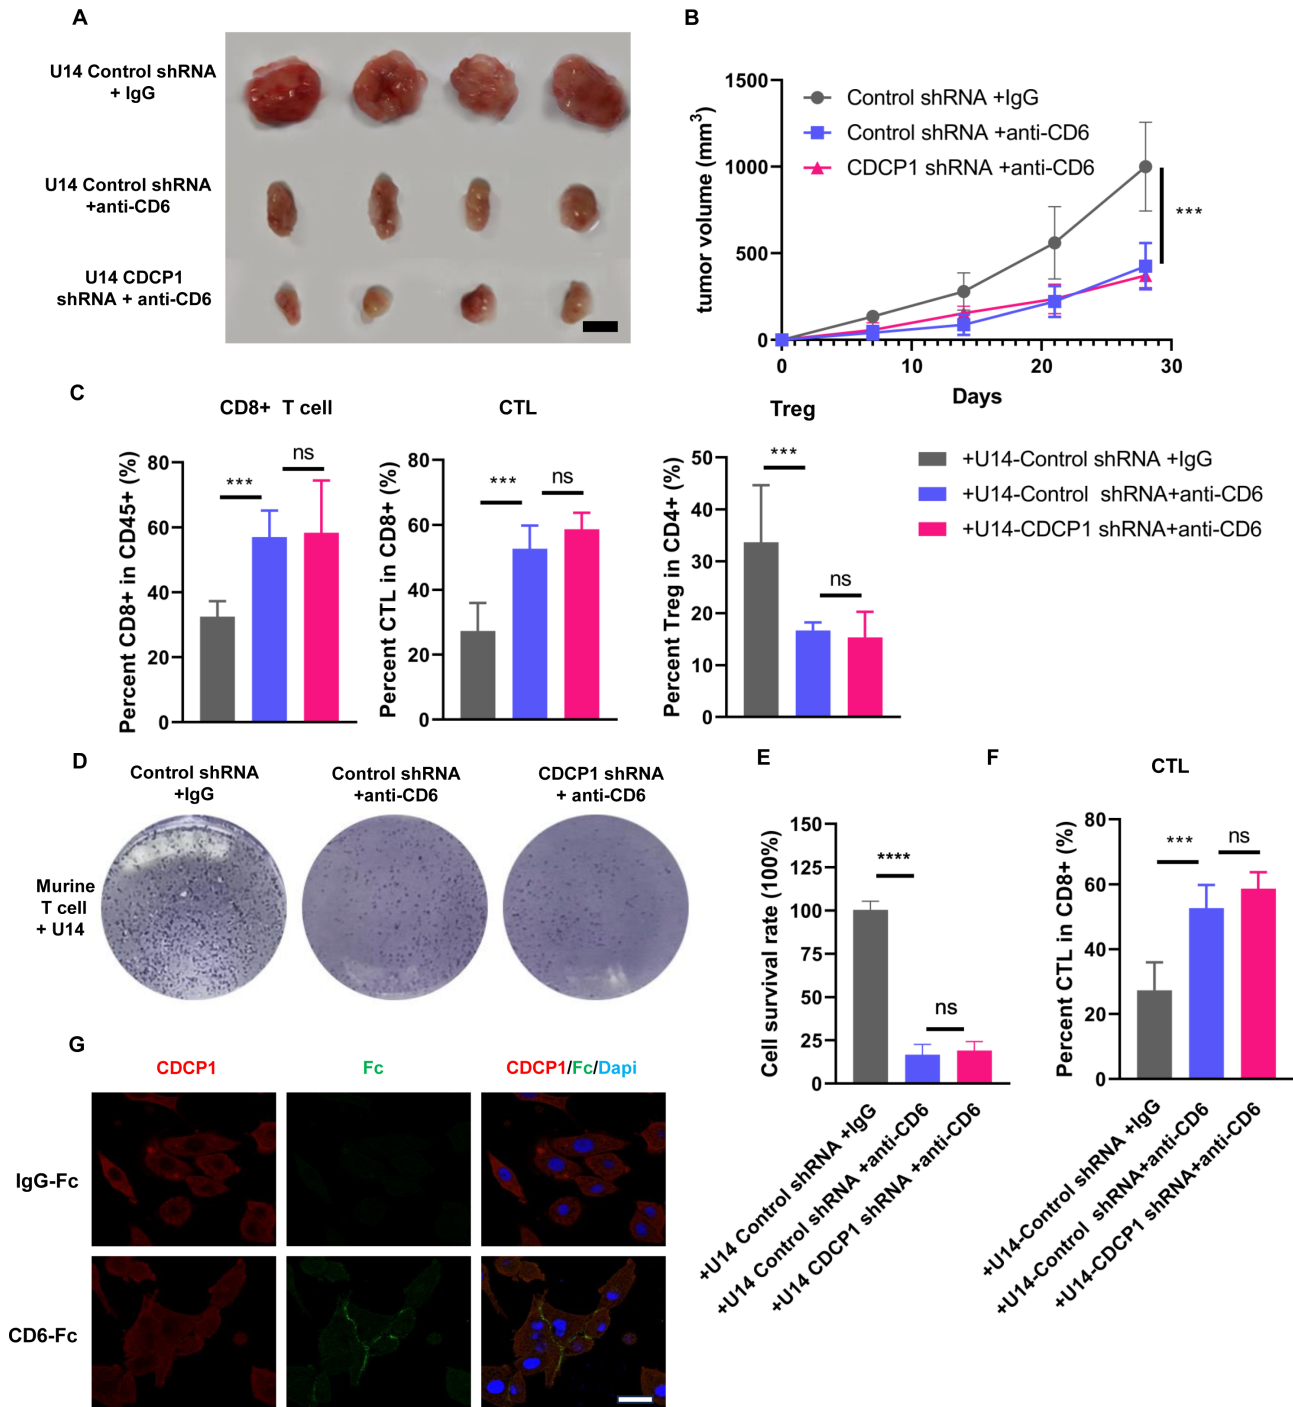 A
U14 Control shRNA
+ IgG
U14 Control shRNA
+anti-CD6
U14 CDCP1
shRNA + anti-CD6
B
tumor volume (mm3)
1500
1000
500
0
Control shRNA +IgG
Control shRNA +anti-CD6
CDCP1 shRNA +anti-CD6
***
0
10
20
30
Days
C
CD8+ T cell
Percent CD8+ in CD45+ (%)
80
60
40
20
0
***
ns
CTL
Percent CTL in CD8+ (%)
80
60
40
20
0
***
ns
Treg
Percent Treg in CD4+ (%)
50
40
30
20
10
0
***
ns
+U14-Control shRNA +IgG
+U14-Control shRNA+anti-CD6
+U14-CDCP1 shRNA+anti-CD6
D
Control shRNA
+IgG
Control shRNA
+anti-CD6
CDCP1 shRNA
+ anti-CD6
Murine
T cell
+ U14
E
Cell survival rate (100%)
150
125
100
75
50
25
0
****
ns
+U14 Control shRNA +IgG
+U14 Control shRNA +anti-CD6
+U14 CDCP1 shRNA +anti-CD6
F
CTL
Percent CTL in CD8+ (%)
80
60
40
20
0
***
ns
+U14-Control shRNA +IgG
+U14-Control shRNA+anti-CD6
+U14-CDCP1 shRNA+anti-CD6
G
CDCP1
Fc
CDCP1/Fc/Dapi
IgG-Fc
CD6-Fc